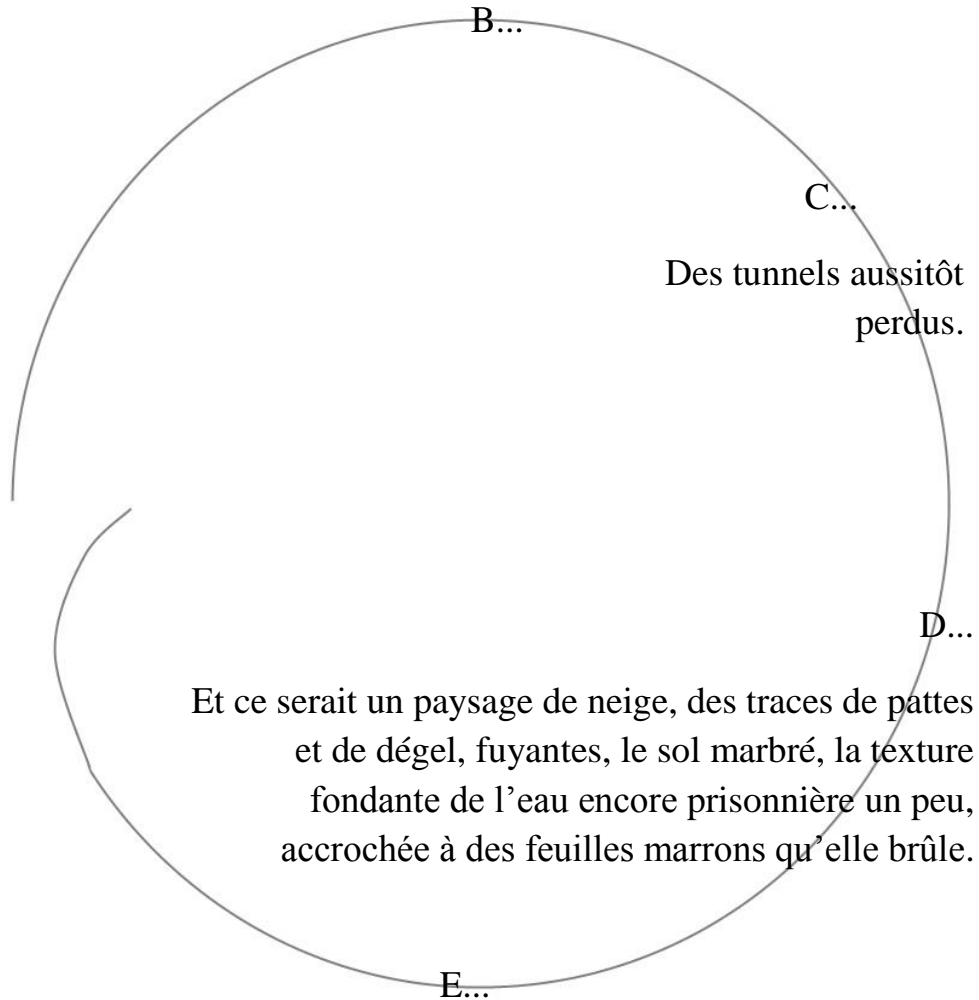 B...
C...
Des tunnels aussitôt
perdus.
D...
Et ce serait un paysage de neige, des traces de pattes
et de dégel, fuyantes, le sol marbré, la texture
fondante de l’eau encore prisonnière un peu,
accrochée à des feuilles marrons qu’elle brûle.
E...